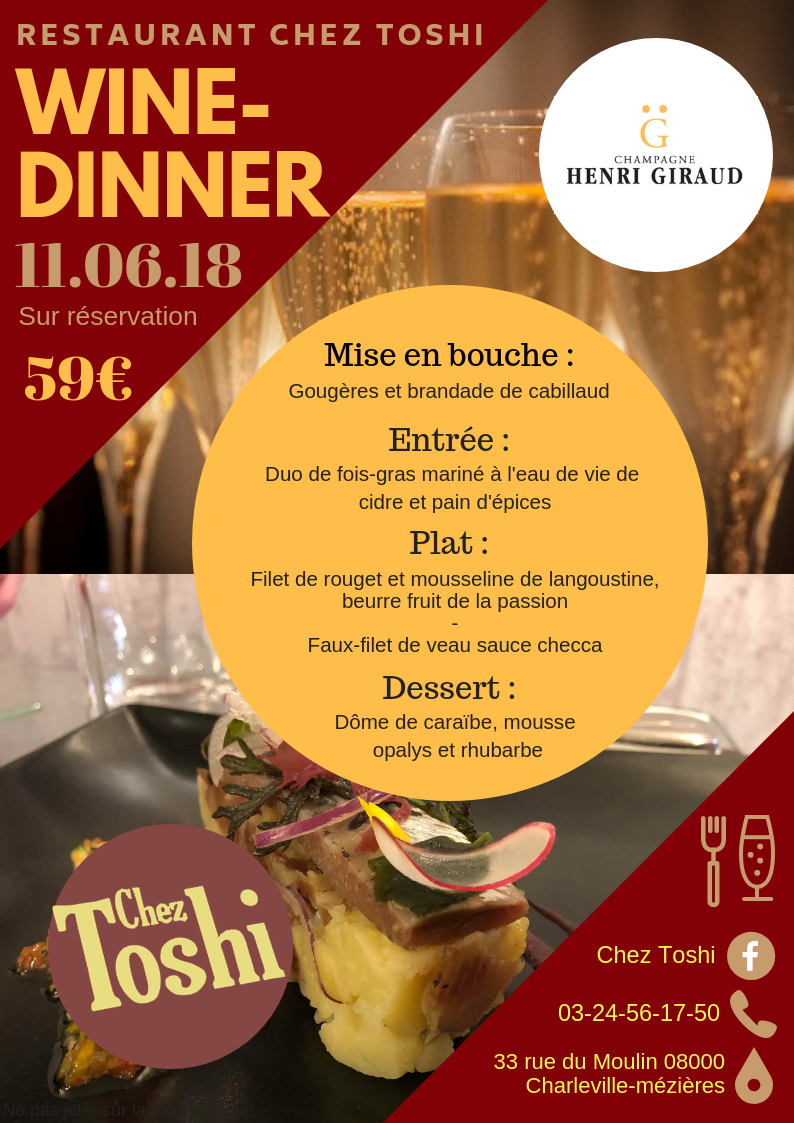 RESTAURANT CHEZ TOSHI
WINE-
DINNER
11.06.18
Sur réservation
59€
G
CHAMPAGNE
HENRI GIRAUD
Mise en bouche :
Gougères et brandade de cabillaud
Entrée :
Duo de fois-gras mariné à l'eau de vie de
cidre et pain d'épices
Plat :
Filet de rouget et mousseline de langoustine,
beurre fruit de la passion
-
Faux-filet de veau sauce checca
Dessert :
Dôme de caraïbe, mousse
opalys et rhubarbe
Chez
Toshi
Chez Toshi
03-24-56-17-50
33 rue du Moulin 08000
Charleville-mézières
Ne pas jeter sur la